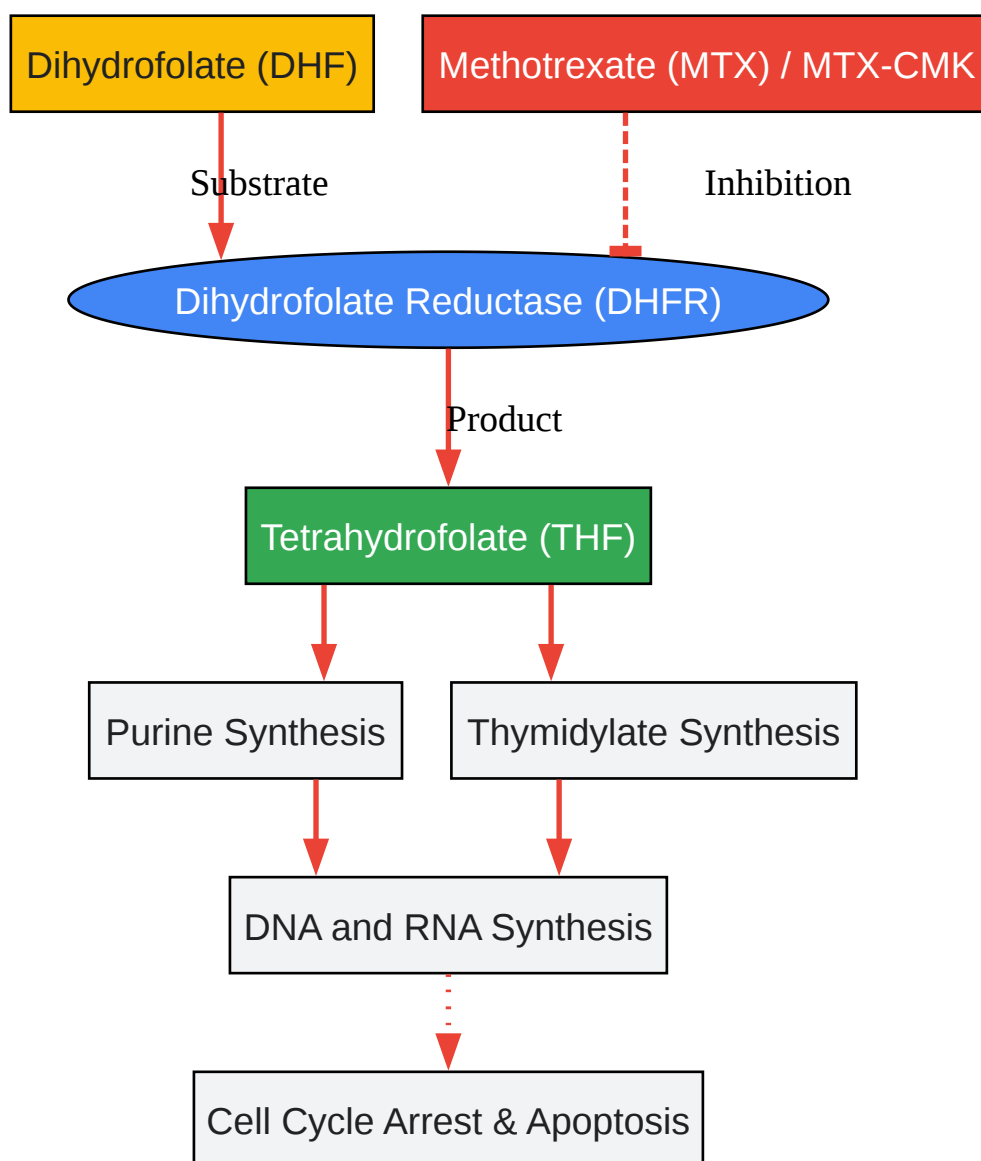 Dihydrofolate (DHF)
Methotrexate (MTX) / MTX-CMK
Substrate
Inhibition
Dihydrofolate Reductase (DHFR)
Product
Tetrahydrofolate (THF)
Purine Synthesis
Thymidylate Synthesis
DNA and RNA Synthesis
Cell Cycle Arrest & Apoptosis